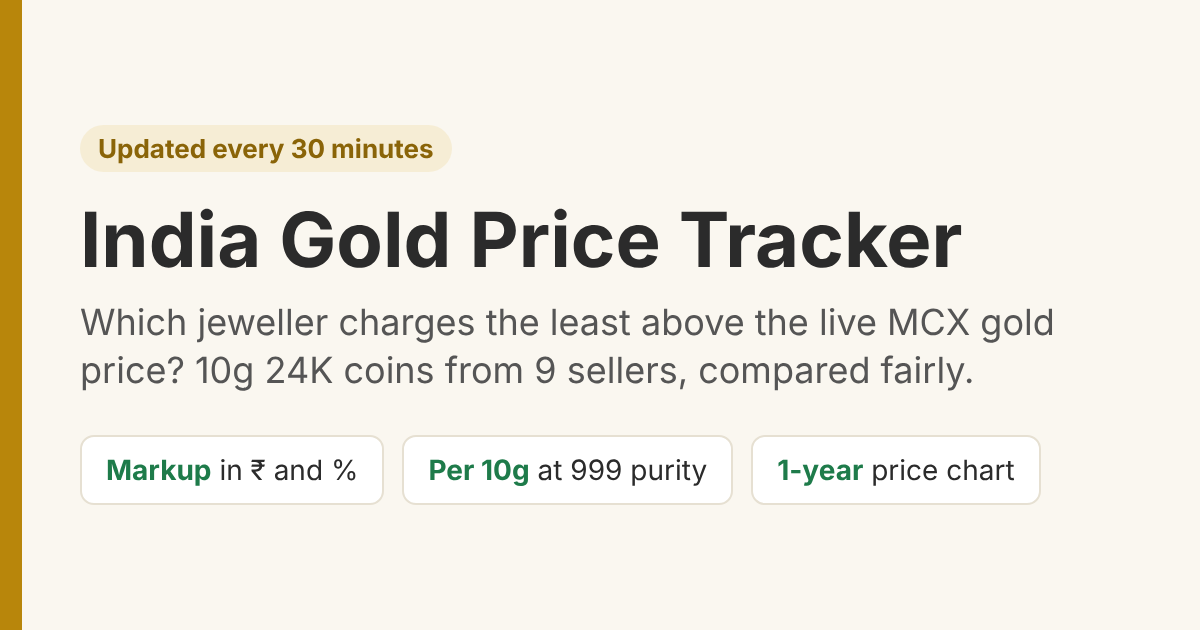 Updated every 30 minutes
India Gold Price Tracker
Which jeweller charges the least above the live MCX gold
price? 10g 24K coins from 9 sellers, compared fairly.
Markup in ₹ and %
Per 10g at 999 purity
1-year price chart